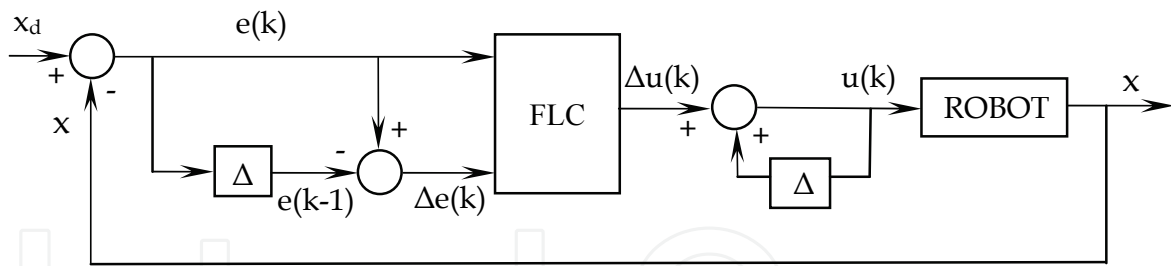 x_d
e(k)
+
-
x
FLC
Δu(k)
+
+
u(k)
ROBOT
x
+
-
Δ
e(k-1)
Δe(k)
Δ